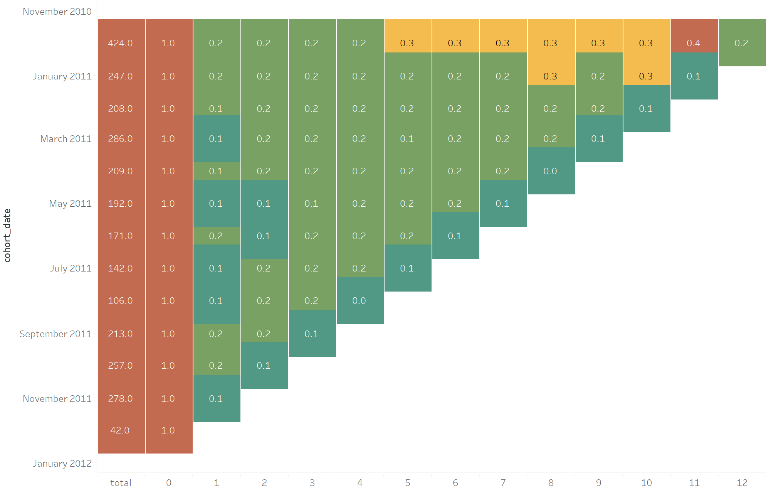 November 2010
424.0 1.0 0.2 0.2 0.2 0.2 0.3 0.3 0.3 0.3 0.3 0.3 0.4 0.2
January 2011 247.0 1.0 0.2 0.2 0.2 0.2 0.2 0.2 0.2 0.3 0.2 0.3 0.1
208.0 1.0 0.1 0.2 0.2 0.2 0.2 0.2 0.2 0.2 0.2 0.1
March 2011 286.0 1.0 0.1 0.2 0.2 0.2 0.1 0.2 0.2 0.2 0.1
209.0 1.0 0.1 0.2 0.2 0.2 0.2 0.2 0.2 0.0
May 2011 192.0 1.0 0.1 0.1 0.1 0.2 0.2 0.2 0.1
cohort_date
171.0 1.0 0.2 0.1 0.2 0.2 0.2 0.1
July 2011 142.0 1.0 0.1 0.2 0.2 0.2 0.1
106.0 1.0 0.1 0.2 0.2 0.0
September 2011 213.0 1.0 0.2 0.2 0.1
257.0 1.0 0.2 0.1
November 2011 278.0 1.0 0.1
42.0 1.0
January 2012
total 0 1 2 3 4 5 6 7 8 9 10 11 12